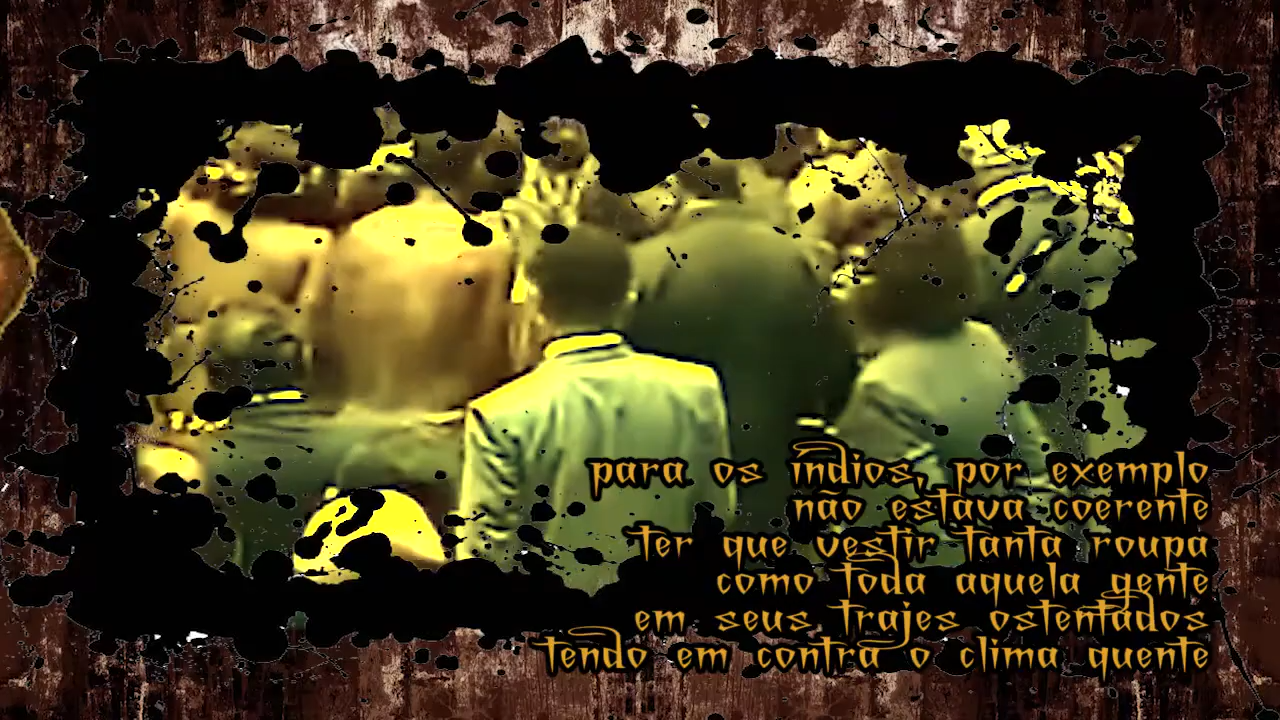 para os índios, por exemplo
não estava coerente
ter que vestir tanta roupa
como toda aquela gente
em seus trajes ostentados
tendo em contra o clima quente